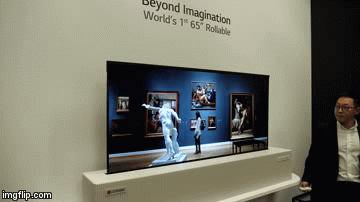 Beyond Imagination
World's 1st 65" Rollable
imgflip.com